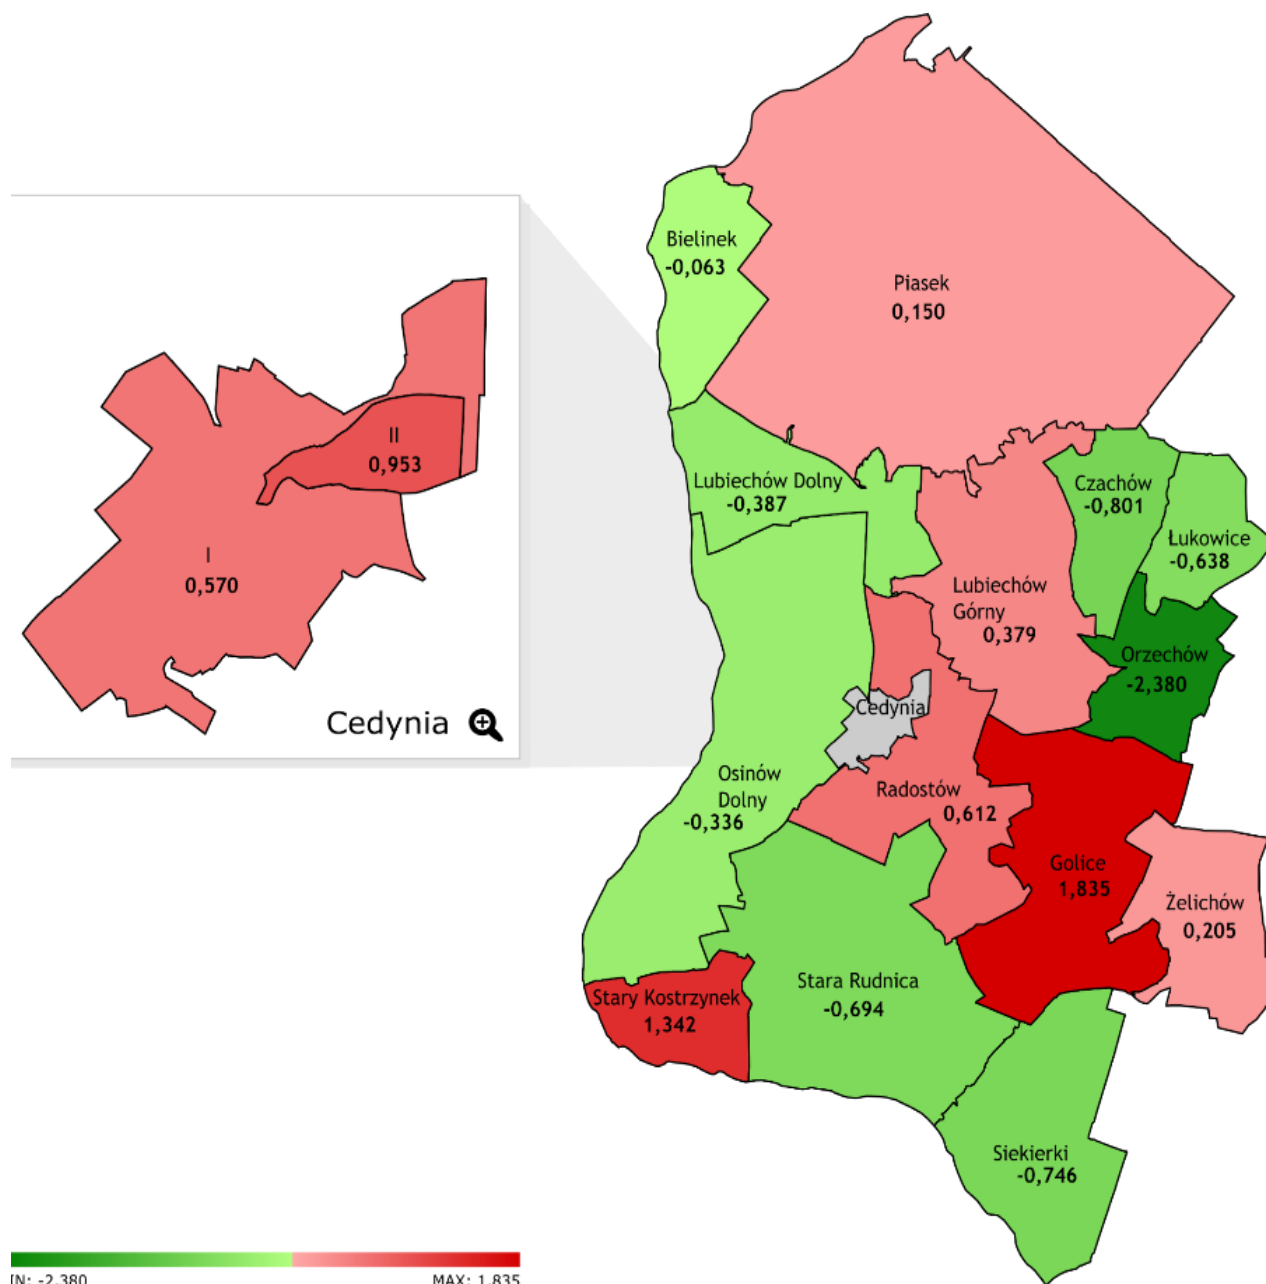 Bielinek
-0,063
Piasek
0,150
II
0,953
Lubiechów Dolny
-0,387
Czachów
-0,801
Łukowice
-0,638
I
0,570
Lubiechów
Górny
0,379
Orzechów
-2,380
Cedynia
Cedynia
Osinów
Dolny
-0,336
Radostów
0,612
Golice
1,835
Żelichów
0,205
Stara Rudnica
-0,694
Stary Kostrzynek
1,342
Siekierki
-0,746
IN: -2.380
MAX: 1.835